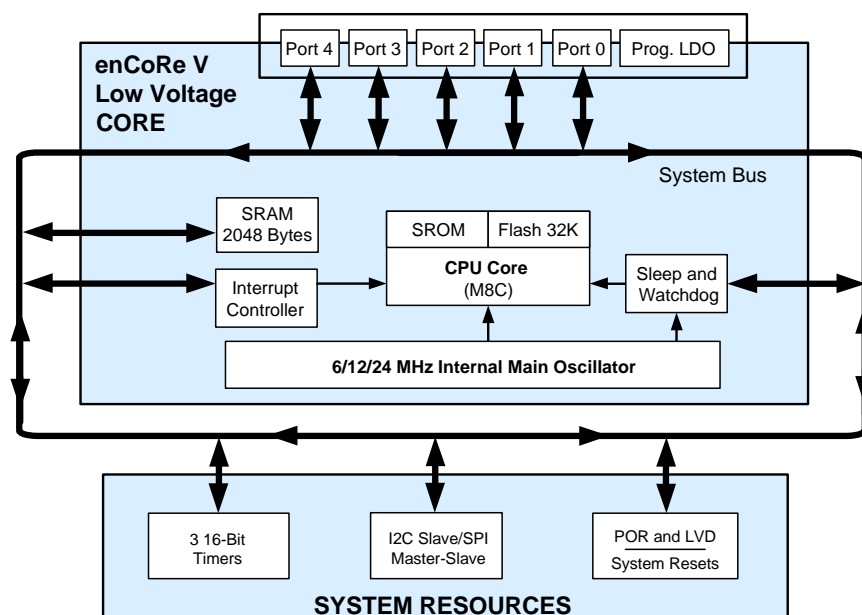 Port 4 Port 3 Port 2 Port 1 Port 0 Prog. LDO
enCoRe V
Low Voltage
CORE
System Bus
SRAM
2048 Bytes
SROM Flash 32K
CPU Core
(M8C)
Interrupt
Controller
Sleep and
Watchdog
6/12/24 MHz Internal Main Oscillator
3 16-Bit
Timers
I2C Slave/SPI
Master-Slave
POR and LVD
System Resets
SYSTEM RESOURCES